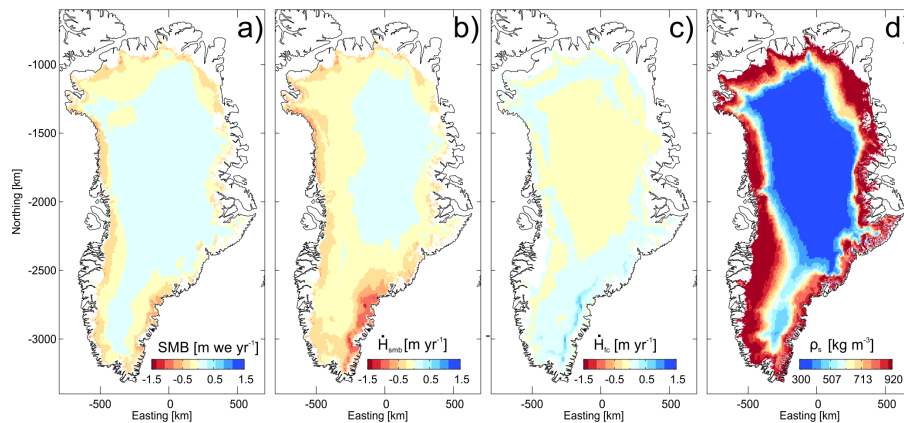 a)
b)
c)
d)
Northing [km]
-1000
-1500
-2000
-2500
-3000
SMB [m we yr⁻¹]
-1.5 -0.5 0.5 1.5
Ḣsmb [m yr⁻¹]
-1.5 -0.5 0.5 1.5
Ḣfc [m yr⁻¹]
-1.5 -0.5 0.5 1.5
ρs [kg m⁻³]
300 507 713 920
-500 0 500
-500 0 500
-500 0 500
-500 0 500
Easting [km]
Easting [km]
Easting [km]
Easting [km]